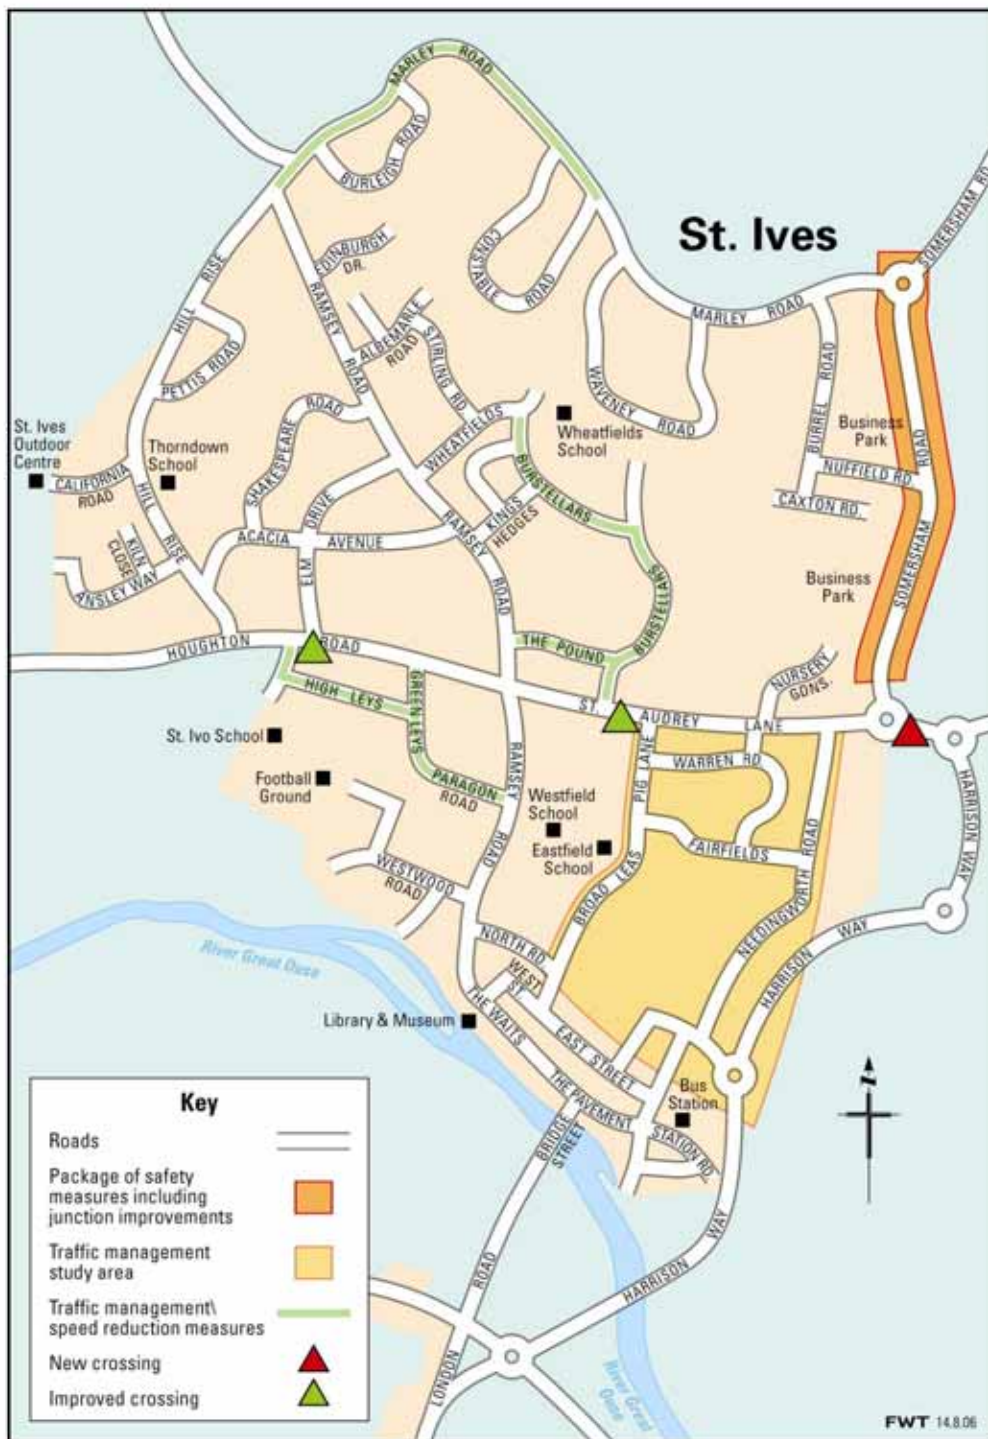 St. Ives
MARLEY ROAD
BURLEIGH ROAD
SOMERSHAM RD
EDINBURGH
DR.
CONSTABLE ROAD
HILL RISE
RAMSEY ROAD
ALBEMARLE
ROAD
STIRLING RD
MARLEY ROAD
PETTIS ROAD
WAVENEY ROAD
BURREL ROAD
SHAKESPEARE ROAD
WHEATFIELDS
Wheatfields
School
Business
Park
St. Ives
Outdoor
Centre
Thorndown
School
CALIFORNIA
ROAD
NUFFIELD RD.
CAXTON RD.
SOMERSHAM ROAD
BURSTELLARS
KINGS
HEDGES
ELM DRIVE
ACACIA AVENUE
HILL RISE
KILN
CLOSE
ANSLEY WAY
RAMSEY ROAD
Business
Park
BURSTELLARS
THE POUND
HOUGHTON ROAD
NURSERY
GDNS.
HIGH LEYS
GREEN LEYS
ST. AUDREY LANE
St. Ivo School
PIG LANE
WARREN RD
Football
Ground
PARAGON
ROAD
RAMSEY ROAD
Westfield
School
Eastfield
School
FAIRFIELDS
HARRISON WAY
WESTWOOD
ROAD
BROAD LEAS
NEEDINGWORTH ROAD
HARRISON WAY
River Great Ouse
NORTH RD
WEST
ST
Library & Museum
THE WAITS
EAST STREET
THE PAVEMENT
Bus
Station
STATION RD
BRIDGE
STREET
LONDON ROAD
HARRISON WAY
River Great
Ouse
N
Key
Roads
Package of safety
measures including
junction improvements
Traffic management
study area
Traffic management\
speed reduction measures
New crossing
Improved crossing
FWT 14.8.06